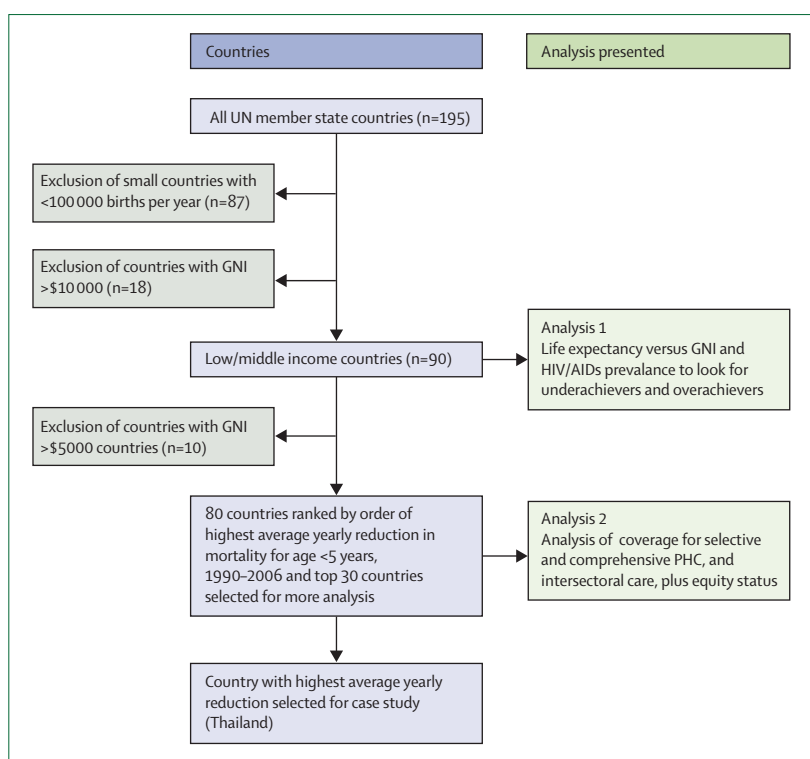 Countries
Analysis presented
All UN member state countries (n=195)
Exclusion of small countries with
<100 000 births per year (n=87)
Exclusion of countries with GNI
>$10 000 (n=18)
Low/middle income countries (n=90)
Analysis 1
Life expectancy versus GNI and
HIV/AIDs prevalance to look for
underachievers and overachievers
Exclusion of countries with GNI
>$5000 countries (n=10)
80 countries ranked by order of
highest average yearly reduction in
mortality for age <5 years,
1990–2006 and top 30 countries
selected for more analysis
Analysis 2
Analysis of coverage for selective
and comprehensive PHC, and
intersectoral care, plus equity status
Country with highest average yearly
reduction selected for case study
(Thailand)